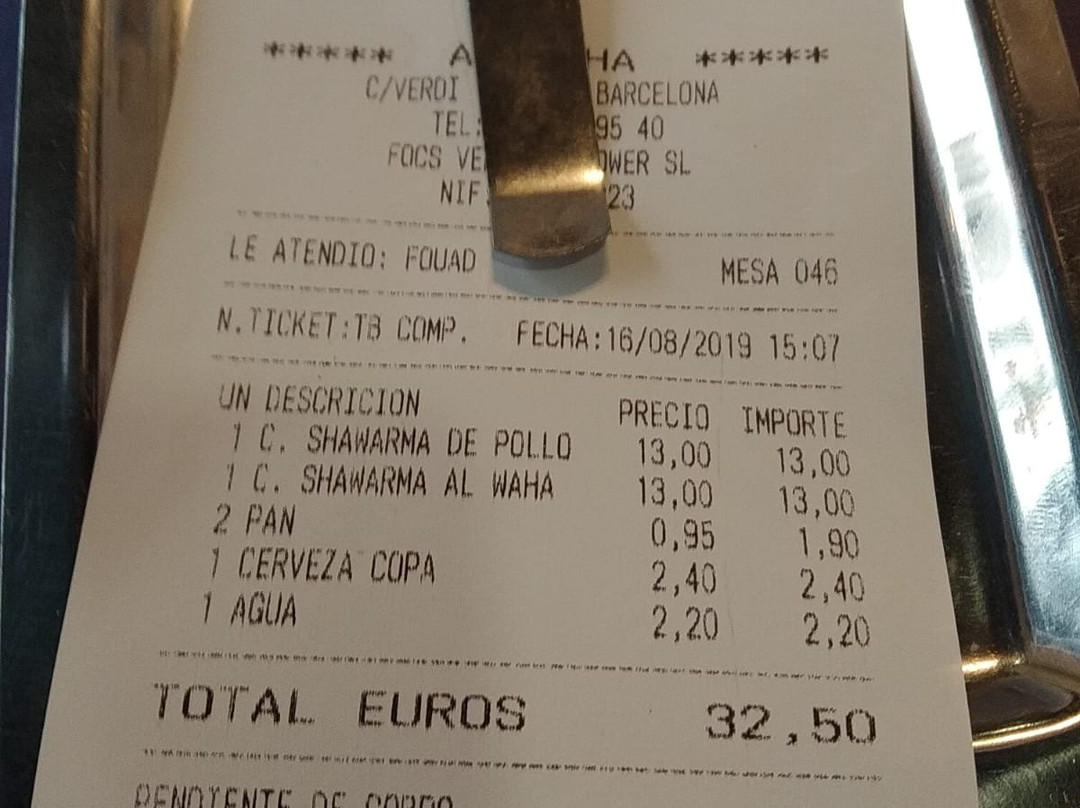 ***** A HA *****
C/VERDI BARCELONA
TEL: 95 40
FOCS VE OWER SL
NIF 23
LE ATENDIO: FOUAD MESA 046
N.TICKET:TB COMP. FECHA:16/08/2019 15:07
UN DESCRICION PRECIO IMPORTE
1 C. SHAWARMA DE POLLO 13,00 13,00
1 C. SHAWARMA AL WAHA 13,00 13,00
2 PAN 0,95 1,90
1 CERVEZA COPA 2,40 2,40
1 AGUA 2,20 2,20
TOTAL EUROS 32,50
PENDIENTE DE COBRO